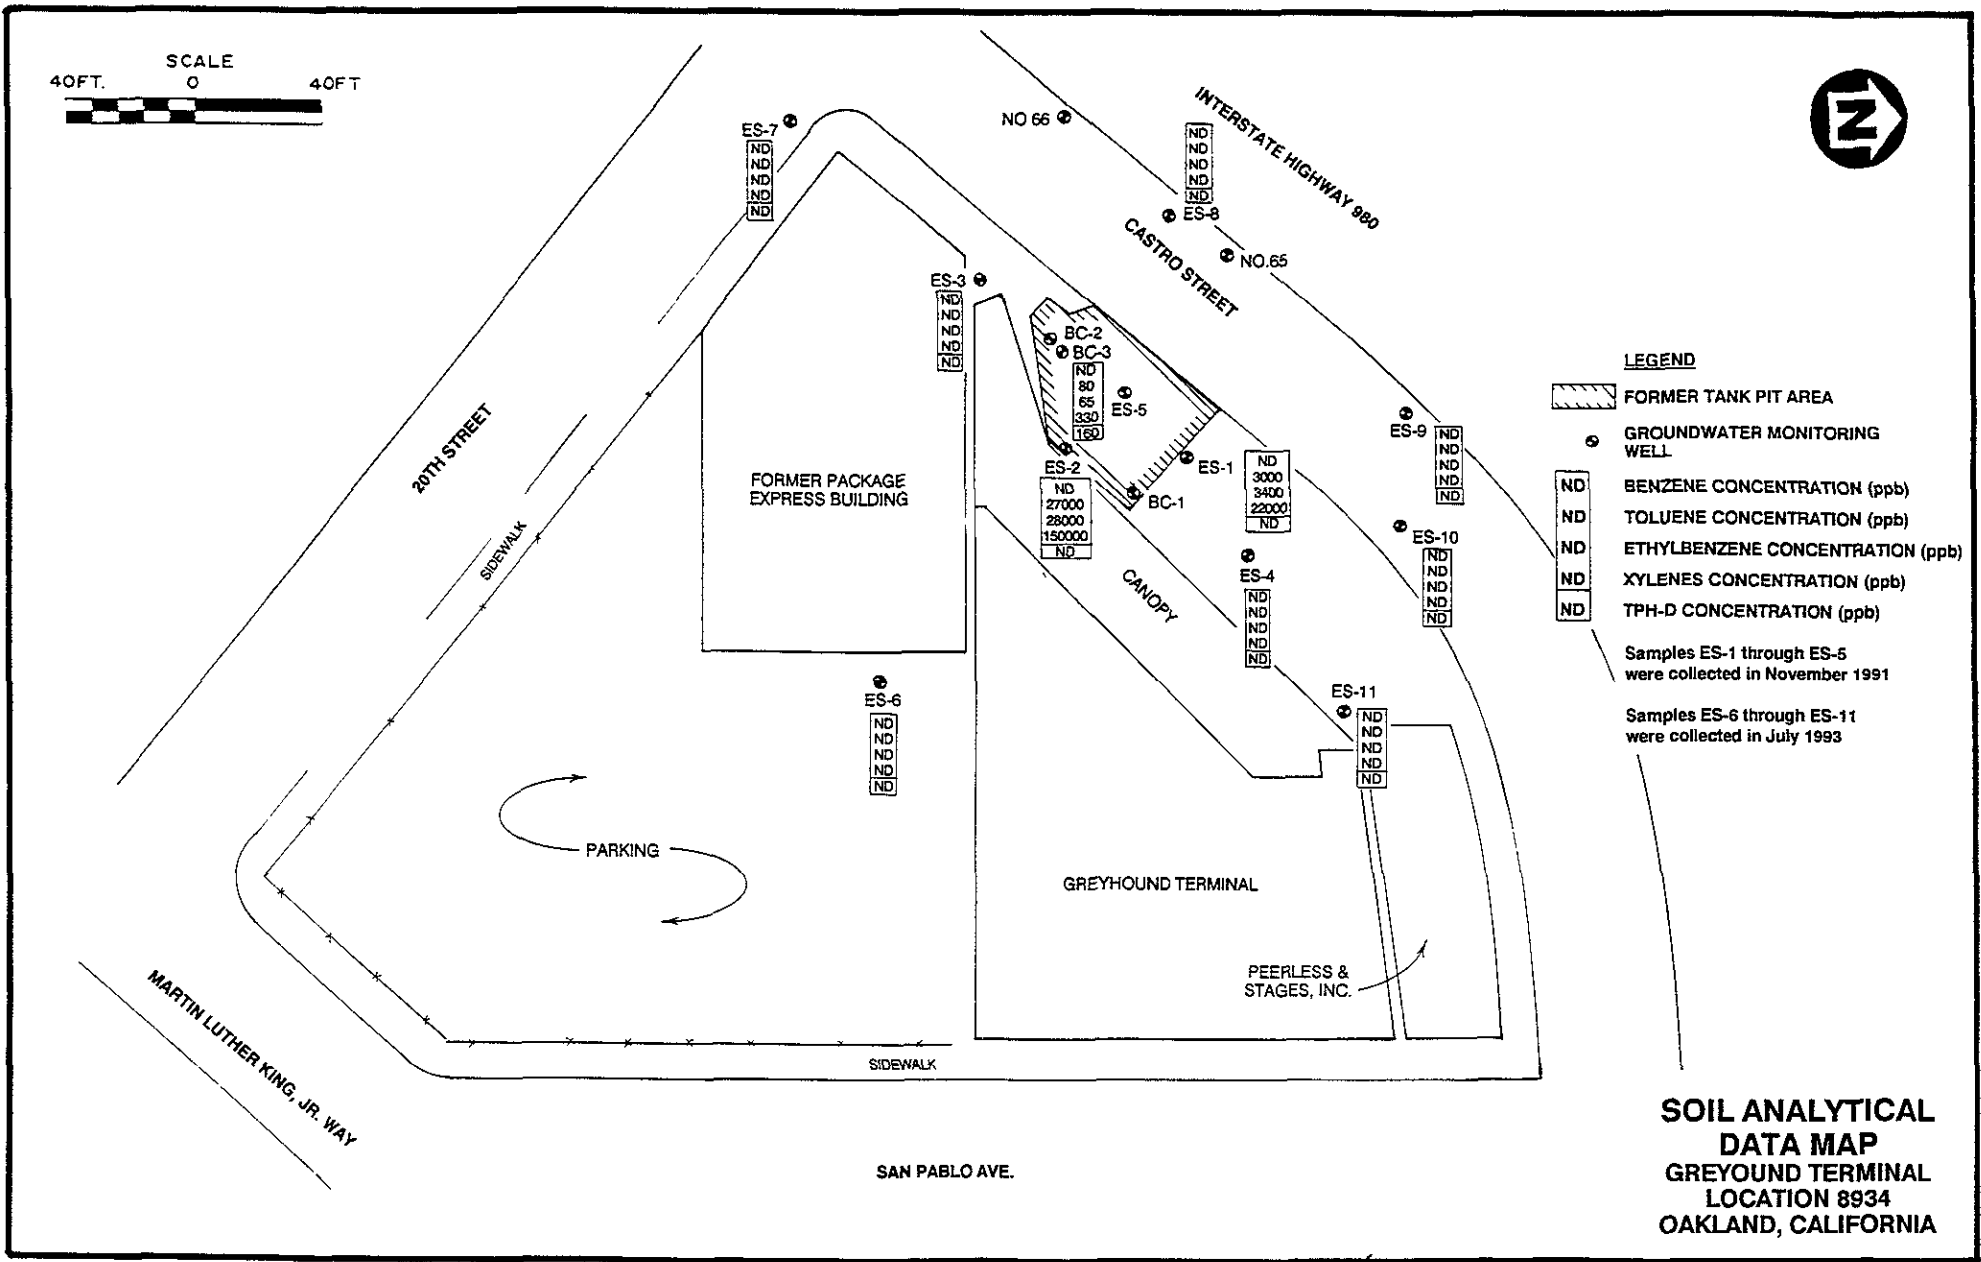 SCALE
40FT. 0 40FT
N
INTERSTATE HIGHWAY 980
NO 66
ES-7
ND
ND
ND
ND
ND
ND
ND
ND
ND
ND
ES-8
CASTRO STREET
NO.65
ES-3
ND
ND
ND
ND
ND
BC-2
BC-3
ND
80
65
330
160
ES-5
ES-2
ND
27000
28000
150000
ND
ES-1
ND
3000
3400
22000
ND
BC-1
ES-9
ND
ND
ND
ND
ND
ES-10
ND
ND
ND
ND
ND
ES-4
ND
ND
ND
ND
ND
CANOPY
ES-11
ND
ND
ND
ND
ND
20TH STREET
SIDEWALK
FORMER PACKAGE
EXPRESS BUILDING
ES-6
ND
ND
ND
ND
ND
PARKING
GREYHOUND TERMINAL
PEERLESS &
STAGES, INC.
SIDEWALK
MARTIN LUTHER KING, JR. WAY
SAN PABLO AVE.
LEGEND
FORMER TANK PIT AREA
GROUNDWATER MONITORING
WELL
ND BENZENE CONCENTRATION (ppb)
ND TOLUENE CONCENTRATION (ppb)
ND ETHYLBENZENE CONCENTRATION (ppb)
ND XYLENES CONCENTRATION (ppb)
ND TPH-D CONCENTRATION (ppb)
Samples ES-1 through ES-5
were collected in November 1991
Samples ES-6 through ES-11
were collected in July 1993
SOIL ANALYTICAL
DATA MAP
GREYOUND TERMINAL
LOCATION 8934
OAKLAND, CALIFORNIA